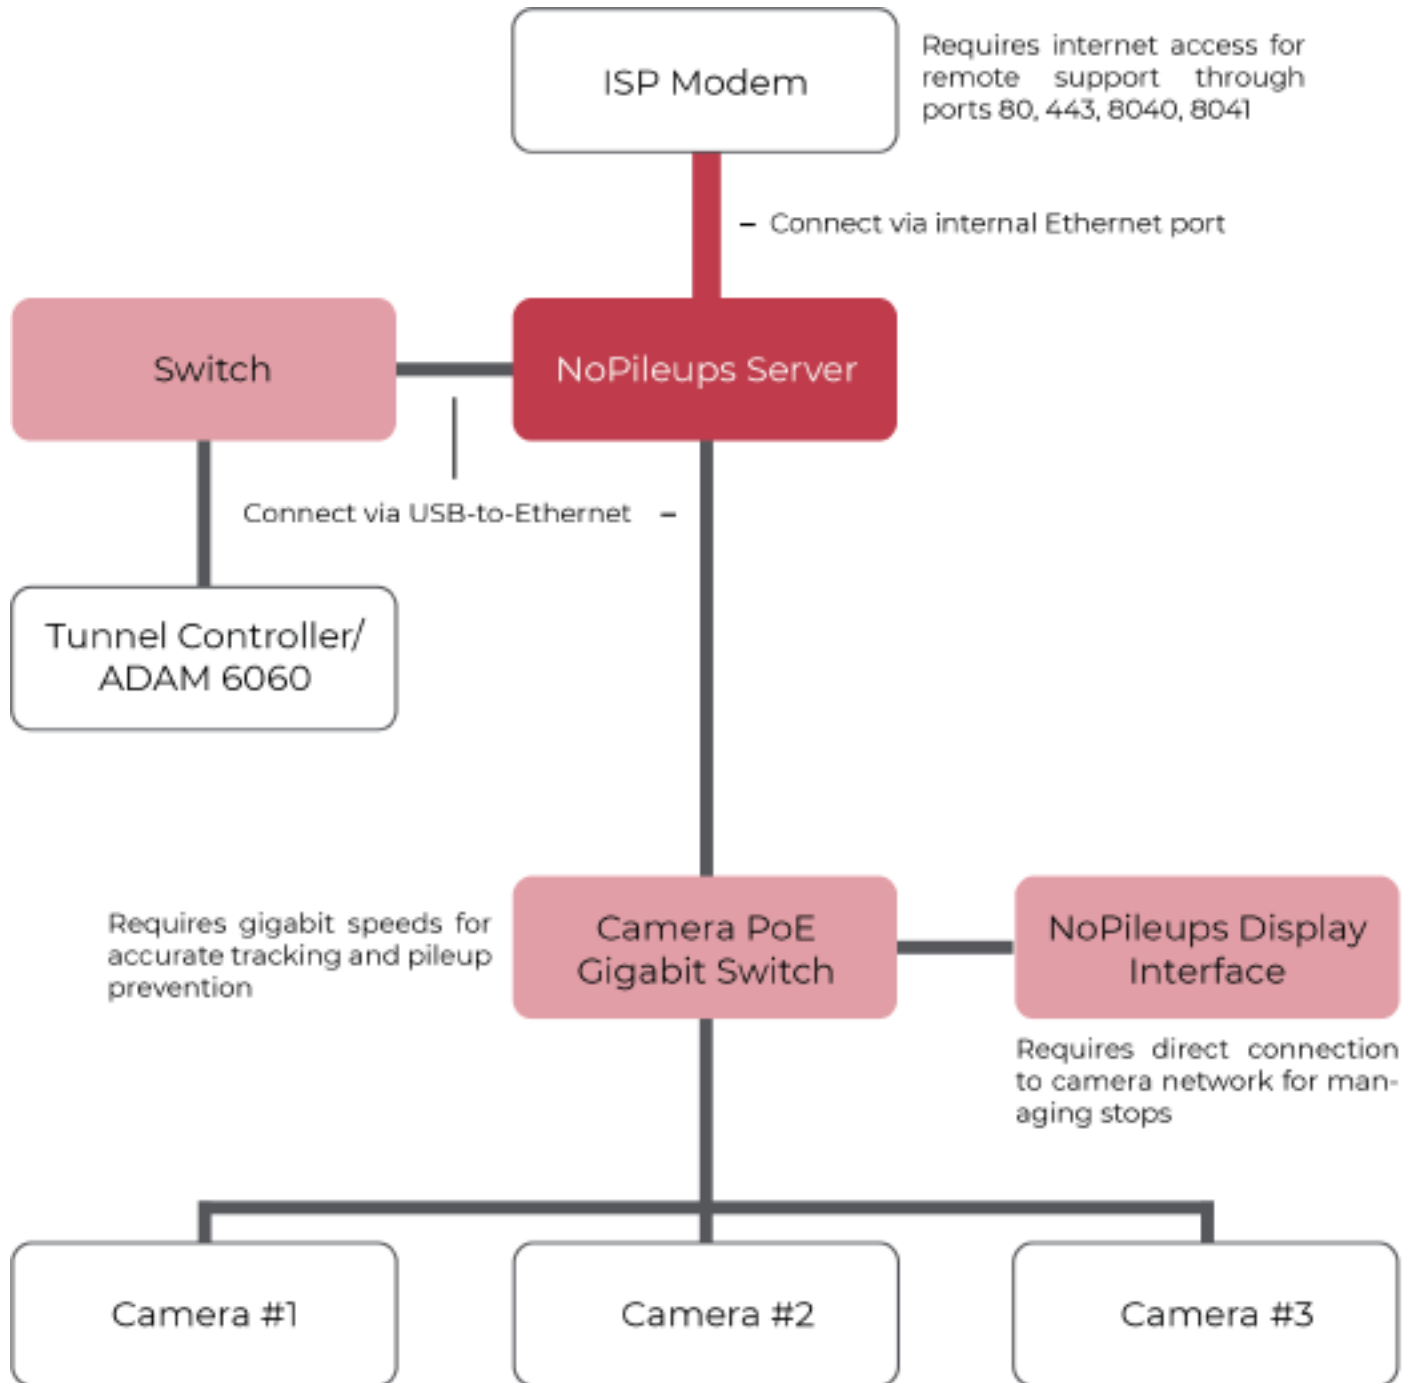 ISP Modem
Requires internet access for
remote support through
ports 80, 443, 8040, 8041
– Connect via internal Ethernet port
Switch
NoPileups Server
Connect via USB-to-Ethernet –
Tunnel Controller/
ADAM 6060
Requires gigabit speeds for
accurate tracking and pileup
prevention
Camera PoE
Gigabit Switch
NoPileups Display
Interface
Requires direct connection
to camera network for man-
aging stops
Camera #1
Camera #2
Camera #3